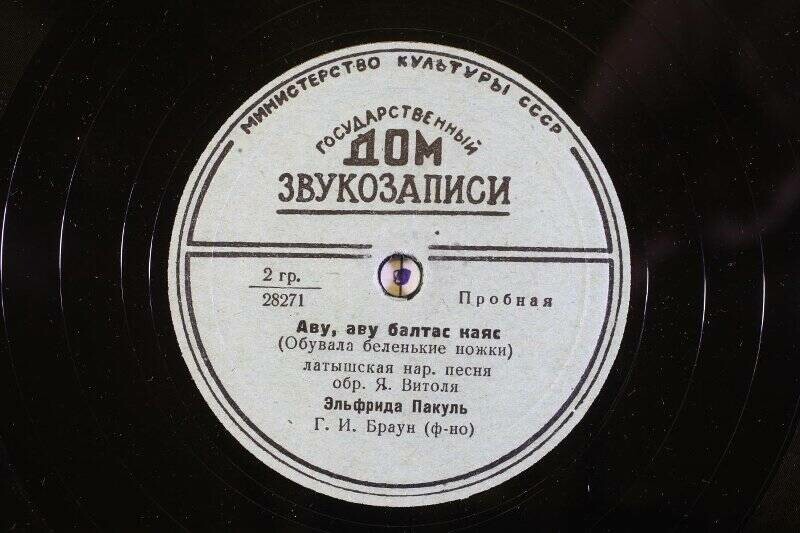 МИНИСТЕРСТВО КУЛЬТУРЫ СССР
ГОСУДАРСТВЕННЫЙ
ДОМ
ЗВУКОЗАПИСИ
2 гр.
28271
Пробная
Аву, аву балтас каяс
(Обувала беленькие ножки)
латышская нар. песня
обр. Я. Витоля
Эльфрида Пакуль
Г. И. Браун (ф-но)